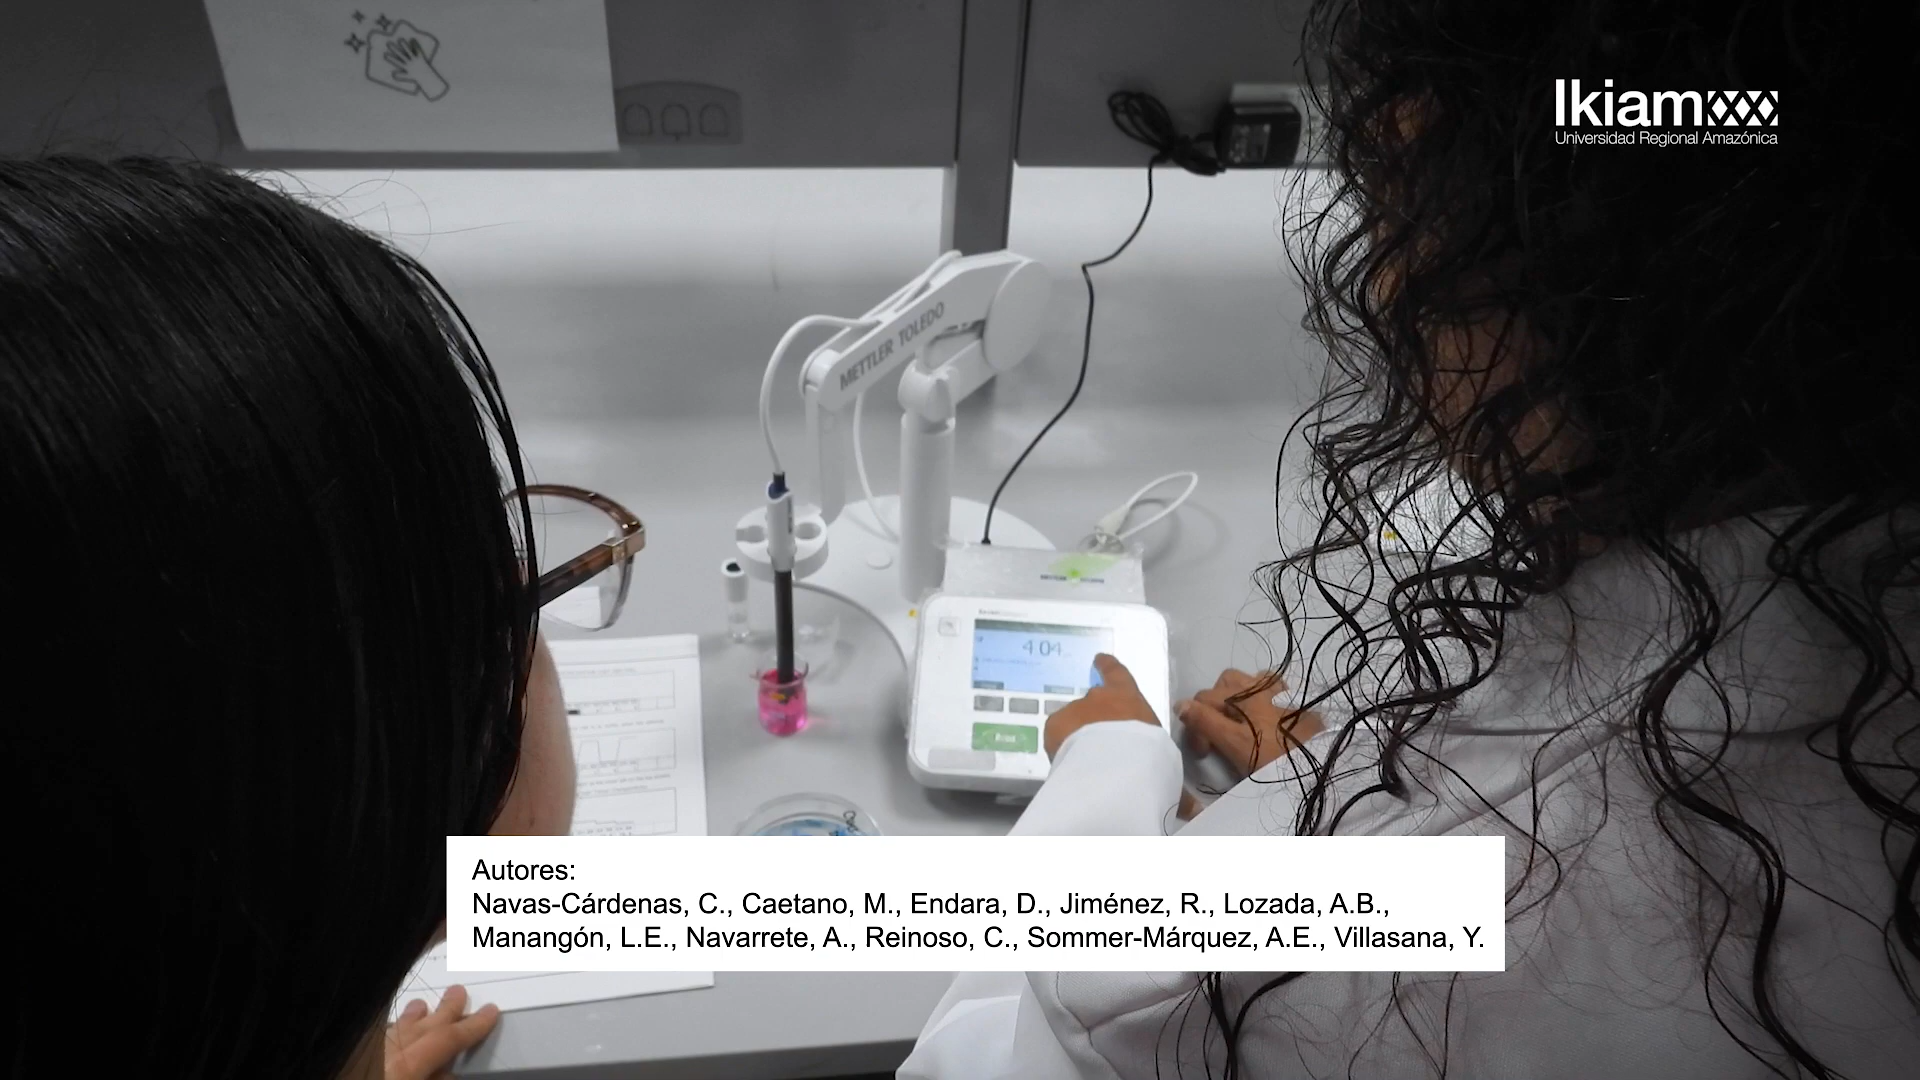 Ikiam
Universidad Regional Amazónica
METTLER TOLEDO
4.04
Autores:
Navas-Cárdenas, C., Caetano, M., Endara, D., Jiménez, R., Lozada, A.B.,
Manangón, L.E., Navarrete, A., Reinoso, C., Sommer-Márquez, A.E., Villasana, Y.